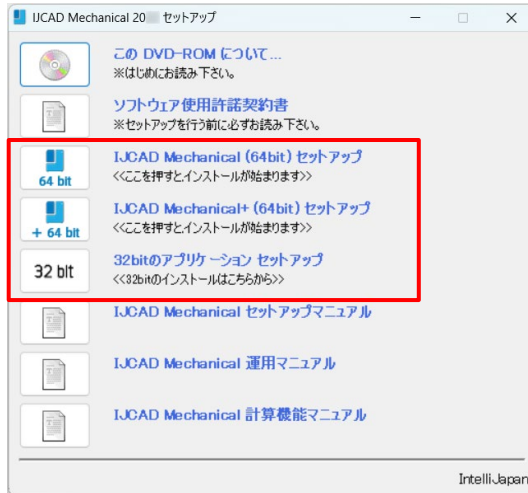 IJCAD Mechanical 20 セットアップ
この DVD-ROM について...
※はじめにお読み下さい。
ソフトウェア使用許諾契約書
※セットアップを行う前に必ずお読み下さい。
64 bit
IJCAD Mechanical (64bit) セットアップ
<<ここを押すとインストールが始まります>>
+ 64 bit
IJCAD Mechanical+ (64bit) セットアップ
<<ここを押すとインストールが始まります>>
32 bit
32bitのアプリケーション セットアップ
<<32bitのインストールはこちらから>>
IJCAD Mechanical セットアップマニュアル
IJCAD Mechanical 運用マニュアル
IJCAD Mechanical 計算機能マニュアル
IntelliJapan